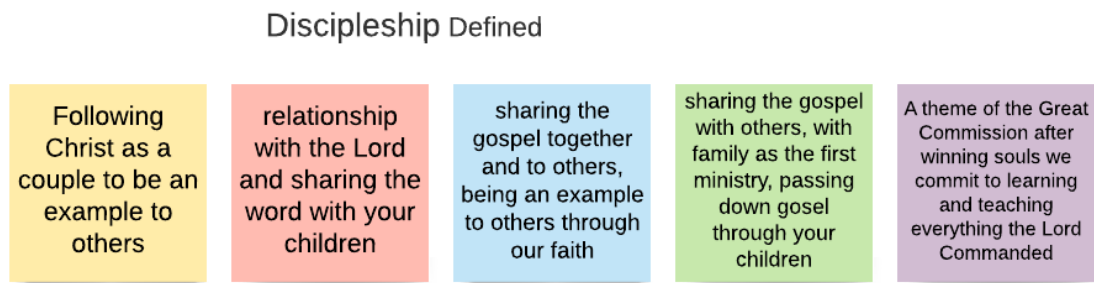 Discipleship Defined
Following
Christ as a
couple to be an
example to
others
relationship
with the Lord
and sharing the
word with your
children
sharing the
gospel together
and to others,
being an example
to others through
our faith
sharing the gospel
with others, with
family as the first
ministry, passing
down gosel
through your
children
A theme of the Great
Commission after
winning souls we
commit to learning
and teaching
everything the Lord
Commanded